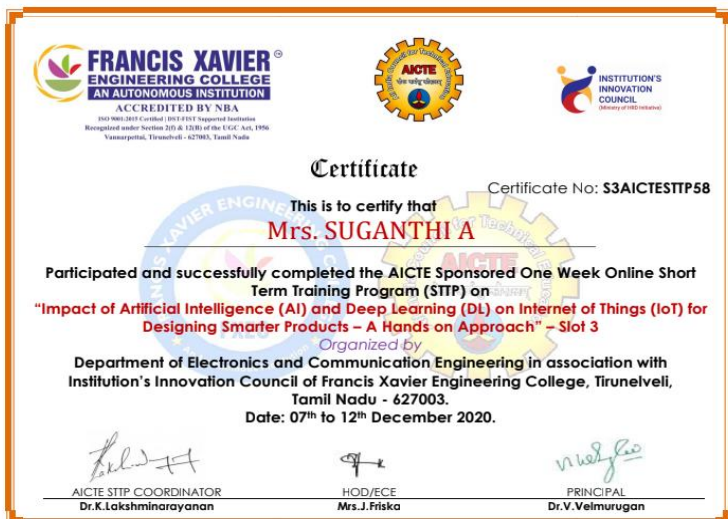 FRANCIS XAVIER®
ENGINEERING COLLEGE
AN AUTONOMOUS INSTITUTION
ACCREDITED BY NBA
ISO 9001:2015 Certified | DST-FIST Supported Institution
Recognized under Section 2(f) & 12(B) of the UGC Act, 1956
Vannarpettai, Tirunelveli - 627003, Tamil Nadu
All India Council for Technical Education
AICTE
INSTITUTION'S
INNOVATION
COUNCIL
(Ministry of HRD Initiative)
Certificate
Certificate No: S3AICTESTTP58
This is to certify that
Mrs. SUGANTHI A
Participated and successfully completed the AICTE Sponsored One Week Online Short
Term Training Program (STTP) on
“Impact of Artificial Intelligence (AI) and Deep Learning (DL) on Internet of Things (IoT) for
Designing Smarter Products – A Hands on Approach” – Slot 3
Organized by
Department of Electronics and Communication Engineering in association with
Institution’s Innovation Council of Francis Xavier Engineering College, Tirunelveli,
Tamil Nadu - 627003.
Date: 07th to 12th December 2020.
AICTE STTP COORDINATOR
Dr.K.Lakshminarayanan
HOD/ECE
Mrs.J.Friska
PRINCIPAL
Dr.V.Velmurugan